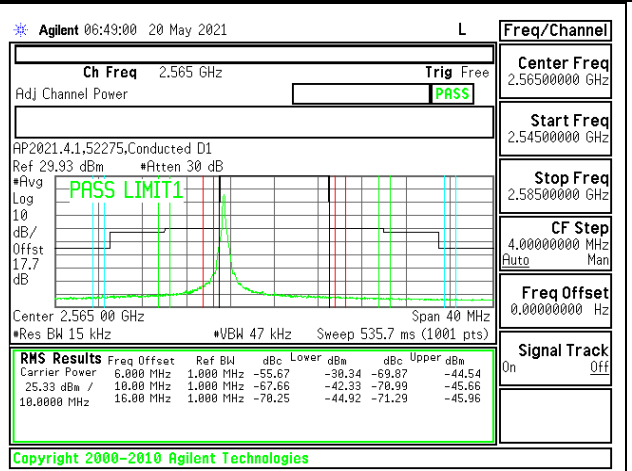 Agilent 06:49:00 20 May 2021 L
Freq/Channel
Ch Freq 2.565 GHz Trig Free
Adj Channel Power PASS
AP2021.4.1,52275,Conducted D1
Ref 29.93 dBm #Atten 30 dB
#Avg
Log
10
dB/
Offst
17.7
dB
PASS LIMIT1
Center 2.565 00 GHz Span 40 MHz
#Res BW 15 kHz #VBW 47 kHz Sweep 535.7 ms (1001 pts)
RMS Results Freq Offset Ref BW dBc Lower dBm dBc Upper dBm
Carrier Power 6.000 MHz 1.000 MHz -55.67 -30.34 -69.87 -44.54
25.33 dBm / 10.00 MHz 1.000 MHz -67.66 -42.33 -70.99 -45.66
10.0000 MHz 16.00 MHz 1.000 MHz -70.25 -44.92 -71.29 -45.96
Center Freq
2.56500000 GHz
Start Freq
2.54500000 GHz
Stop Freq
2.58500000 GHz
CF Step
4.00000000 MHz
Auto Man
Freq Offset
0.00000000 Hz
Signal Track
On Off
Copyright 2000-2010 Agilent Technologies